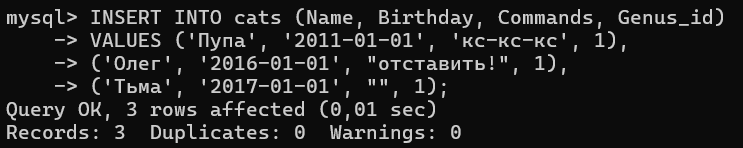 mysql> INSERT INTO cats (Name, Birthday, Commands, Genus_id)
    -> VALUES ('Пупа', '2011-01-01', 'кс-кс-кс', 1),
    -> ('Олег', '2016-01-01', "отставить!", 1),
    -> ('Тьма', '2017-01-01', "", 1);
Query OK, 3 rows affected (0,01 sec)
Records: 3  Duplicates: 0  Warnings: 0